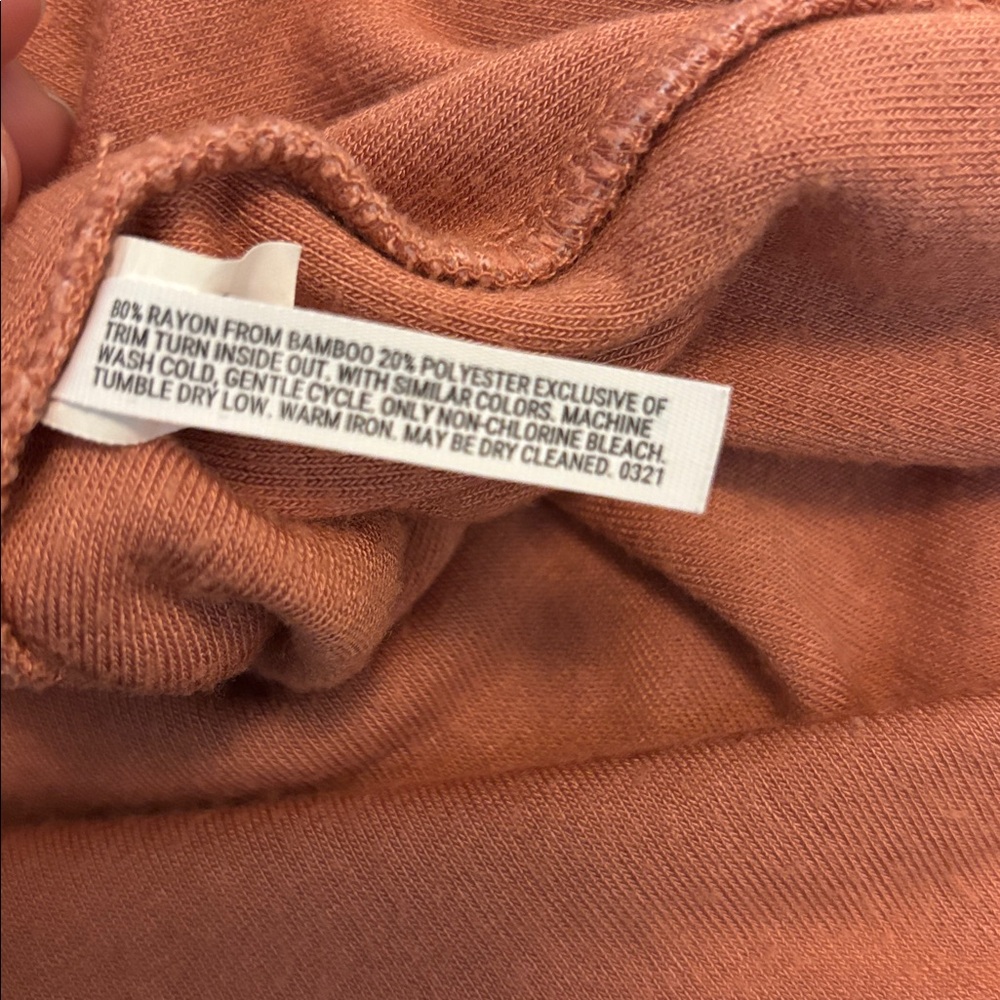 80% RAYON FROM BAMBOO 20% POLYESTER EXCLUSIVE OF
TRIM TURN INSIDE OUT. WITH SIMILAR COLORS. MACHINE
WASH COLD, GENTLE CYCLE. ONLY NON-CHLORINE BLEACH.
TUMBLE DRY LOW. WARM IRON. MAY BE DRY CLEANED. 0321